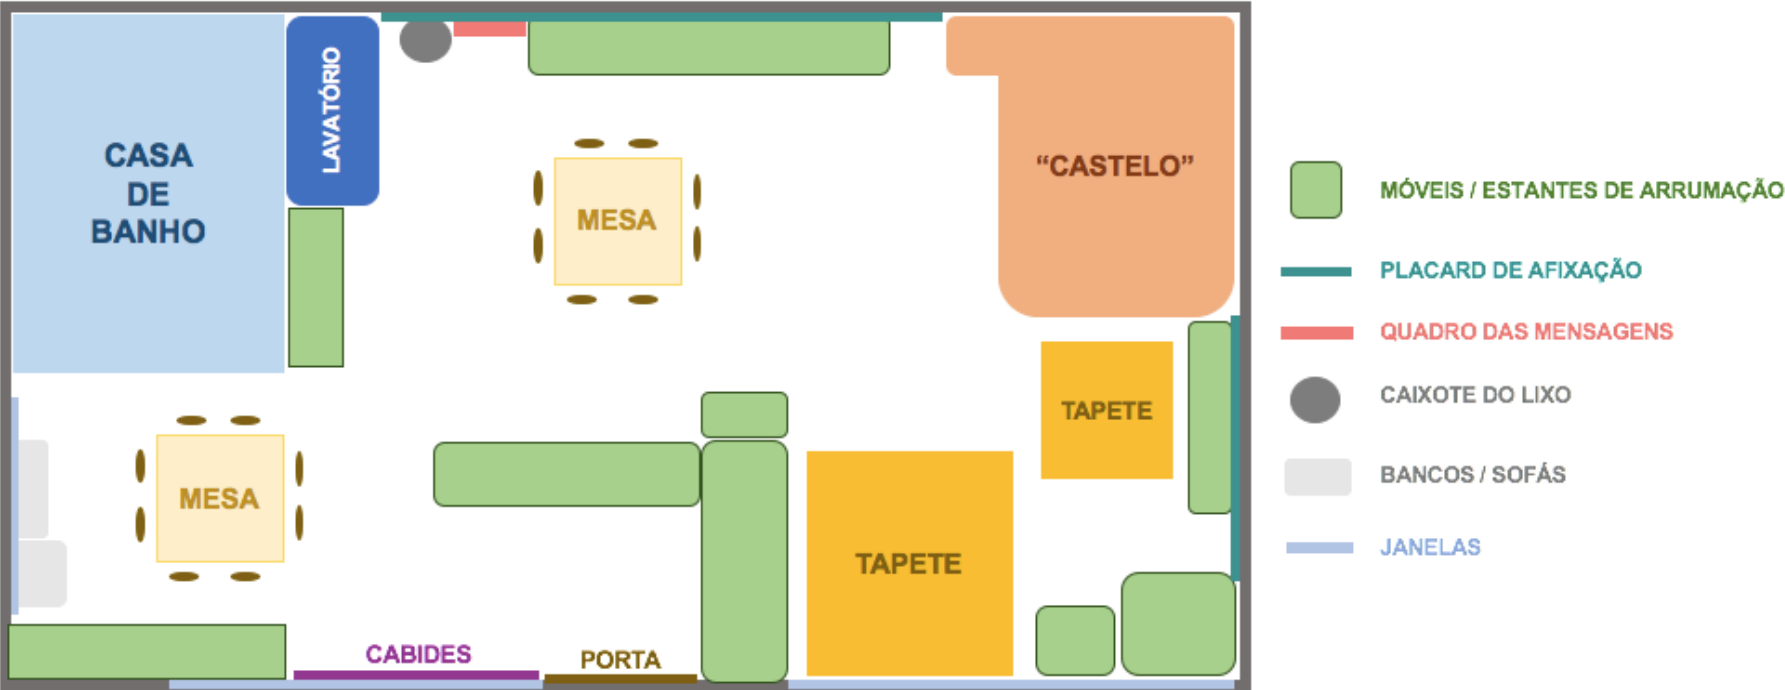 CASA
DE
BANHO
LAVATÓRIO
MESA
“CASTELO”
TAPETE
MESA
TAPETE
CABIDES
PORTA
MÓVEIS / ESTANTES DE ARRUMAÇÃO
PLACARD DE AFIXAÇÃO
QUADRO DAS MENSAGENS
CAIXOTE DO LIXO
BANCOS / SOFÁS
JANELAS